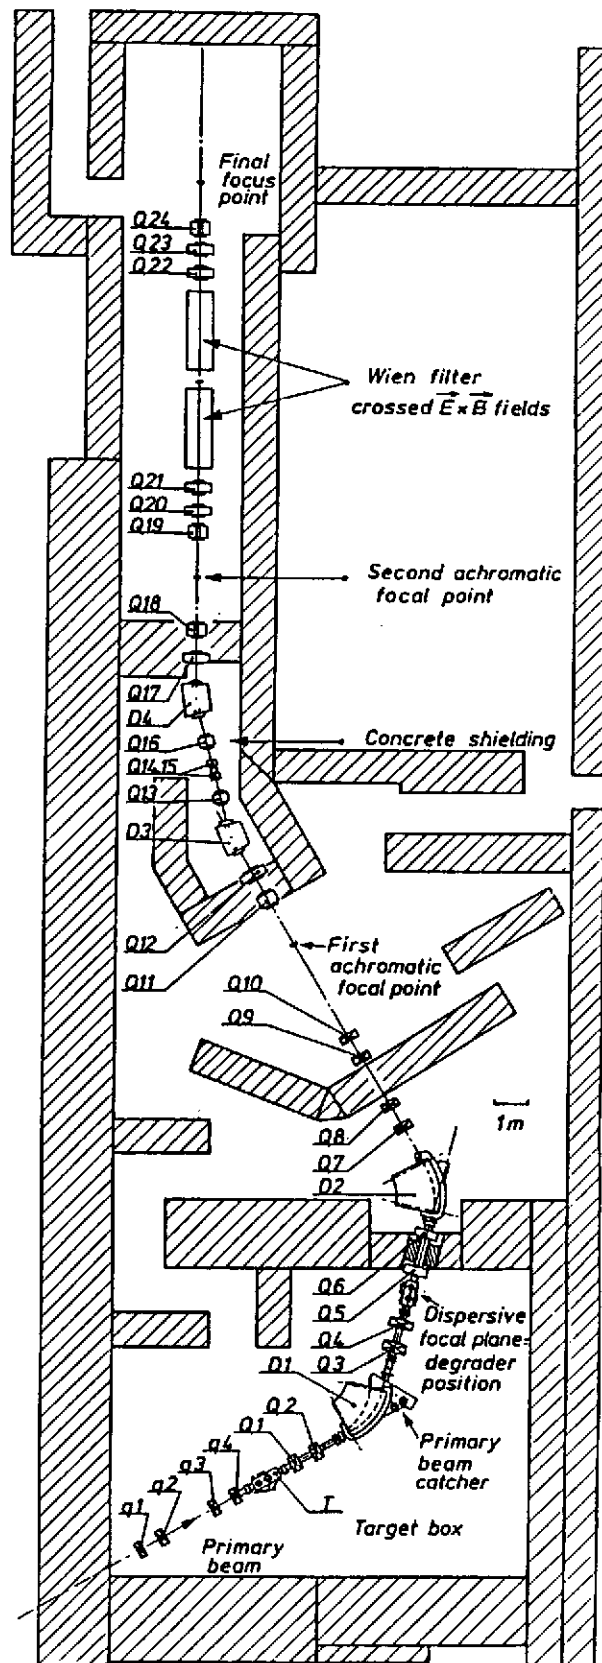 Final
focus
point
Q24
Q23
Q22
Wien filter
crossed E × B fields
Q21
Q20
Q19
Second achromatic
focal point
Q18
Q17
D4
Q16
Concrete shielding
Q14,15
Q13
D3
Q12
First
achromatic
focal point
Q11
Q10
Q9
1m
Q8
Q7
D2
Q6
Q5
Dispersive
focal plane=
degrader
position
Q4
Q3
D1
Q2
Q1
Primary
beam
catcher
q4
q3
T
q2
Target box
q1
Primary
beam